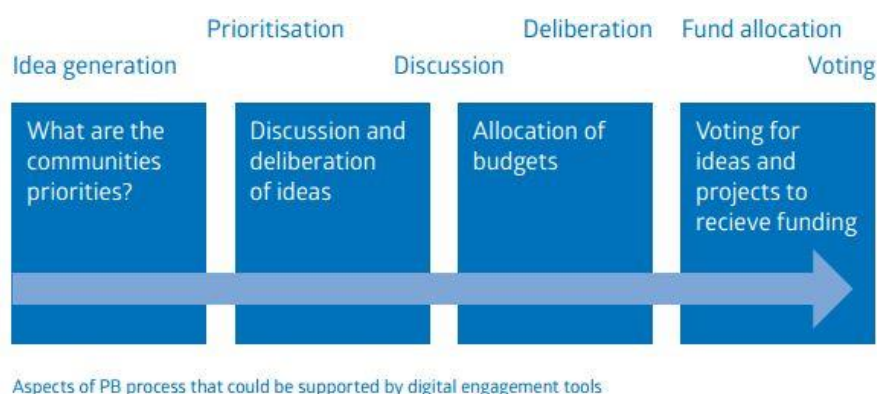 Prioritisation Deliberation Fund allocation
Idea generation Discussion Voting
What are the
communities
priorities?
Discussion and
deliberation
of ideas
Allocation of
budgets
Voting for
ideas and
projects to
recieve funding
Aspects of PB process that could be supported by digital engagement tools